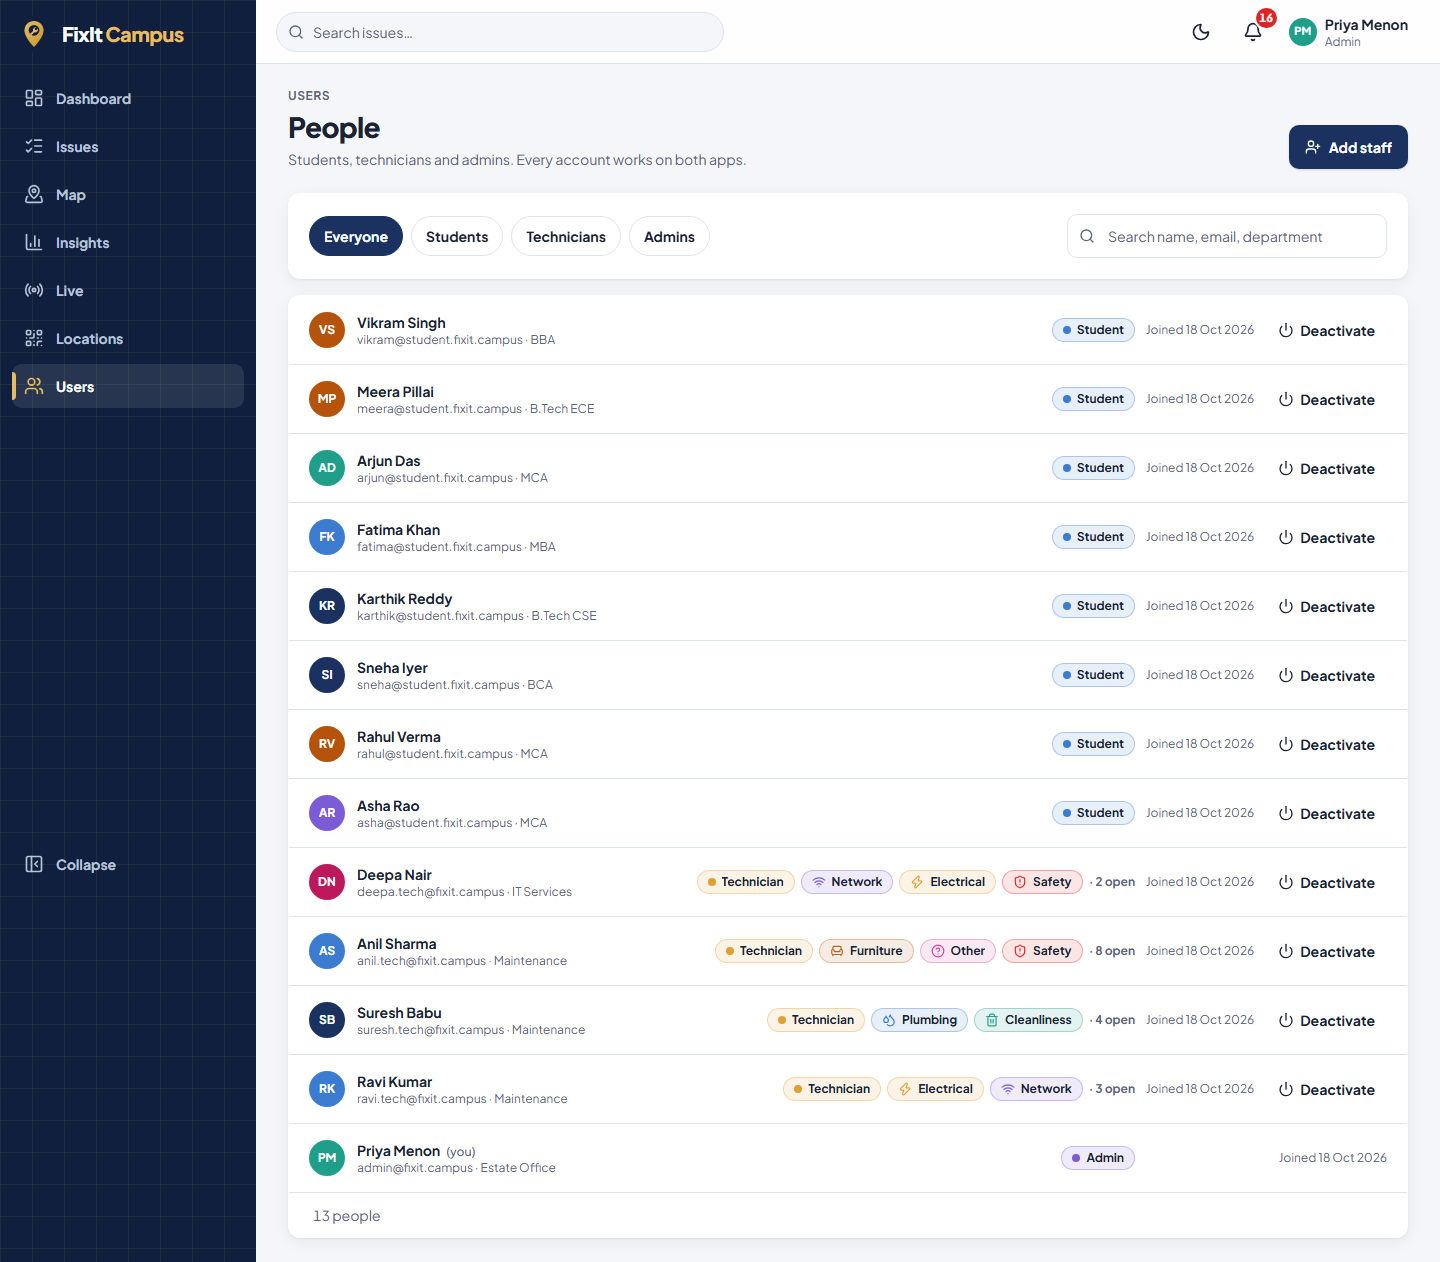 FixIt Campus
Dashboard
Issues
Map
Insights
Live
Locations
Users
Collapse
Search issues...
16
PM
Priya Menon
Admin
USERS
People
Students, technicians and admins. Every account works on both apps.
Add staff
Everyone
Students
Technicians
Admins
Search name, email, department
VS
Vikram Singh
vikram@student.fixit.campus · BBA
Student
Joined 18 Oct 2026
Deactivate
MP
Meera Pillai
meera@student.fixit.campus · B.Tech ECE
Student
Joined 18 Oct 2026
Deactivate
AD
Arjun Das
arjun@student.fixit.campus · MCA
Student
Joined 18 Oct 2026
Deactivate
FK
Fatima Khan
fatima@student.fixit.campus · MBA
Student
Joined 18 Oct 2026
Deactivate
KR
Karthik Reddy
karthik@student.fixit.campus · B.Tech CSE
Student
Joined 18 Oct 2026
Deactivate
SI
Sneha Iyer
sneha@student.fixit.campus · BCA
Student
Joined 18 Oct 2026
Deactivate
RV
Rahul Verma
rahul@student.fixit.campus · MCA
Student
Joined 18 Oct 2026
Deactivate
AR
Asha Rao
asha@student.fixit.campus · MCA
Student
Joined 18 Oct 2026
Deactivate
DN
Deepa Nair
deepa.tech@fixit.campus · IT Services
Technician
Network
Electrical
Safety
· 2 open
Joined 18 Oct 2026
Deactivate
AS
Anil Sharma
anil.tech@fixit.campus · Maintenance
Technician
Furniture
Other
Safety
· 8 open
Joined 18 Oct 2026
Deactivate
SB
Suresh Babu
suresh.tech@fixit.campus · Maintenance
Technician
Plumbing
Cleanliness
· 4 open
Joined 18 Oct 2026
Deactivate
RK
Ravi Kumar
ravi.tech@fixit.campus · Maintenance
Technician
Electrical
Network
· 3 open
Joined 18 Oct 2026
Deactivate
PM
Priya Menon (you)
admin@fixit.campus · Estate Office
Admin
Joined 18 Oct 2026
13 people